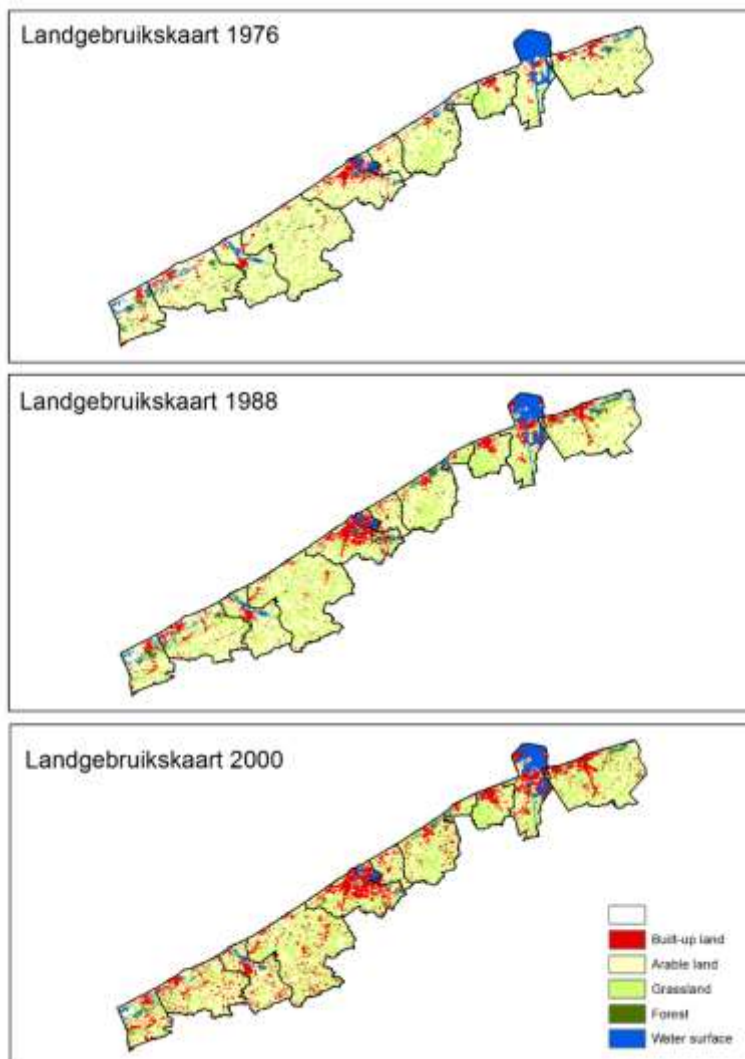 Landgebruikskaart 1976
Landgebruikskaart 1988
Landgebruikskaart 2000
Built-up land
Arable land
Grassland
Forest
Water surface